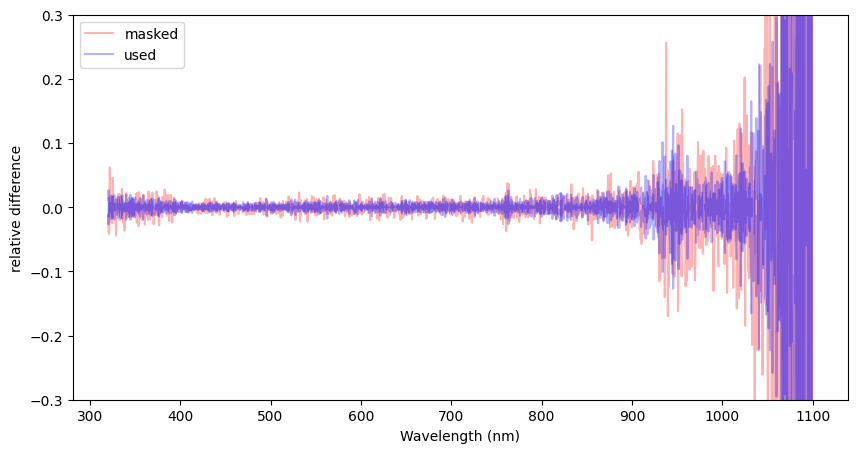 masked
used
0.3
0.2
0.1
0.0
−0.1
−0.2
−0.3
relative difference
300 400 500 600 700 800 900 1000 1100
Wavelength (nm)